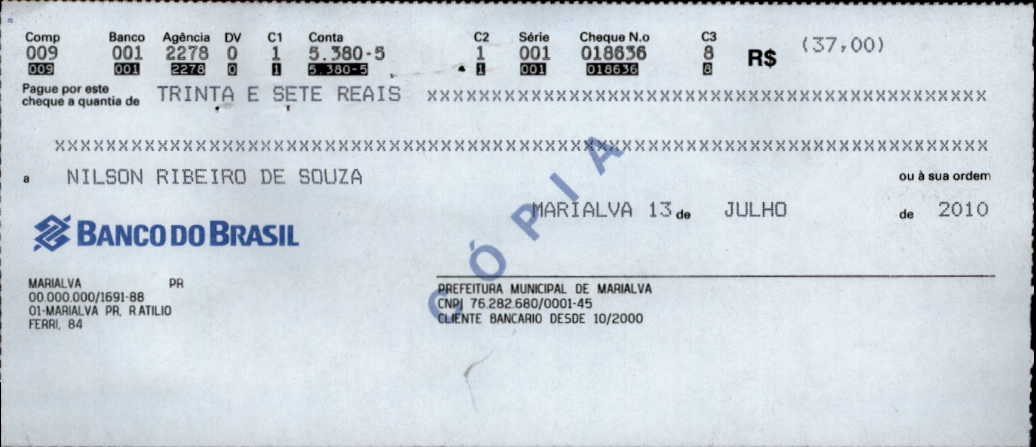 Comp Banco Agência DV C1 Conta C2 Série Cheque N.o C3
009 001 2278 0 1 5.380-5 1 001 018636 8 R$ (37,00)
009 001 2278 0 1 5.380-5 1 001 018636 8
Pague por este
cheque a quantia de TRINTA E SETE REAIS XXXXXXXXXXXXXXXXXXXXXXXXXXXXXXXXXXXXXXXXXXXXXXXXXXX
XXXXXXXXXXXXXXXXXXXXXXXXXXXXXXXXXXXXXXXXXXXXXXXXXXXXXXXXXXXXXXXXXXXXXXXXXXXXXX
a NILSON RIBEIRO DE SOUZA ou à sua ordem
MARIALVA 13 de JULHO de 2010
BANCO DO BRASIL
CÓPIA
MARIALVA PR
00.000.000/1691-88
01-MARIALVA PR, R ATILIO
FERRI, 84
PREFEITURA MUNICIPAL DE MARIALVA
CNPJ 76.282.680/0001-45
CLIENTE BANCARIO DESDE 10/2000